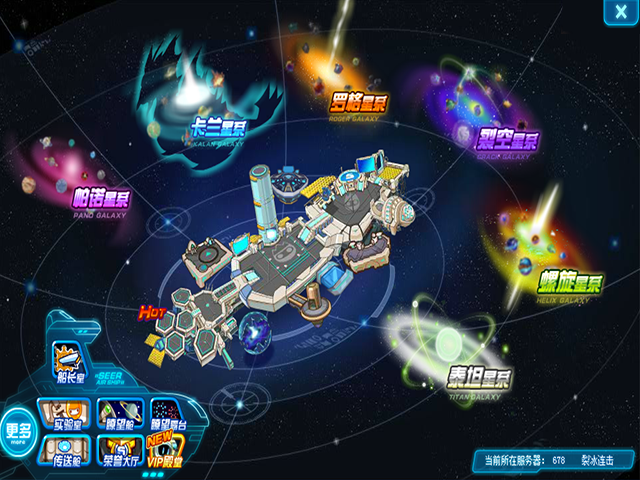 罗格星系
ROGER GALAXY
卡兰星系
KALAN GALAXY
裂空星系
帕诺星系
PANO GALAXY
螺旋星系
HELIX GALAXY
HOT
泰坦星系
TITAN GALAXY
船长室
SEER
AIR SHIP
实验室
瞭望舱
瞭望露台
更多
more
传送舱
荣誉大厅
NEW
VIP殿堂
当前所在服务器: 678 裂冰连击
X